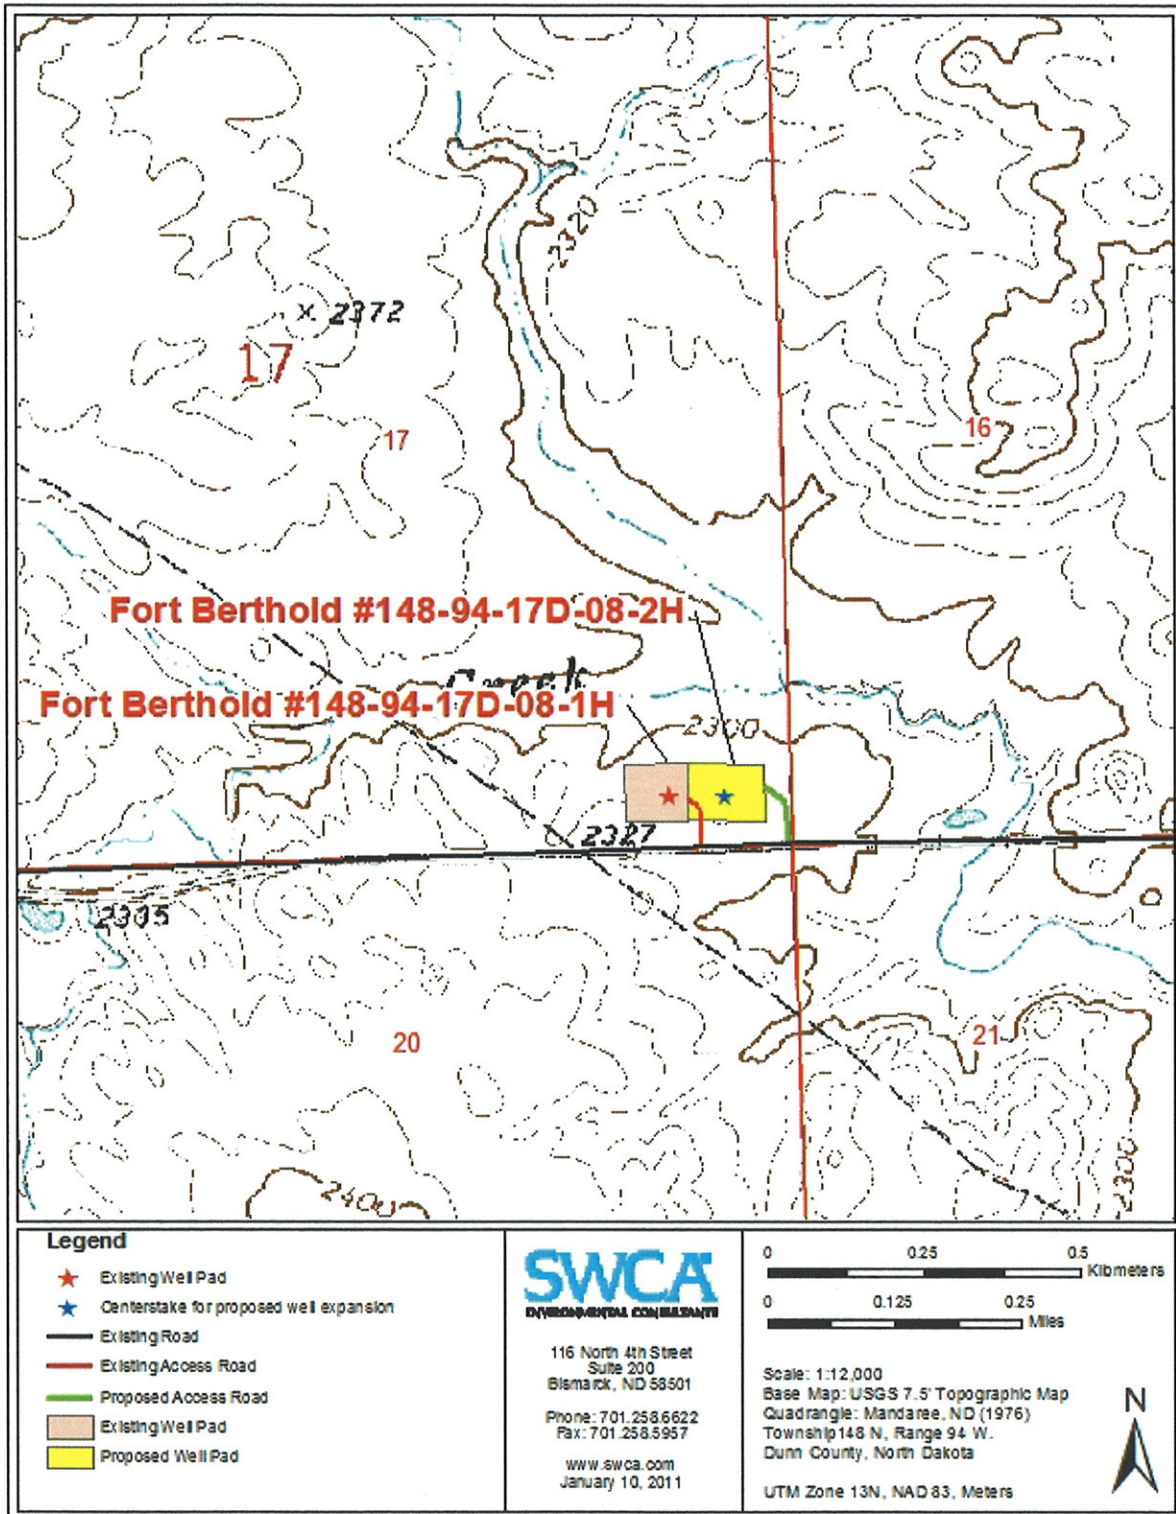 2320
× 2372
17
17
16
Fort Berthold #148-94-17D-08-2H
Creek
Fort Berthold #148-94-17D-08-1H
2300
2327
2305
20
21
2400
2300
Legend
Existing Well Pad
Centerstake for proposed well expansion
Existing Road
Existing Access Road
Proposed Access Road
Existing Well Pad
Proposed Well Pad
SWCA
ENVIRONMENTAL CONSULTANTS
116 North 4th Street
Suite 200
Bismarck, ND 58501
Phone: 701.258.6622
Fax: 701.258.5957
www.swca.com
January 10, 2011
0 0.25 0.5
Kilometers
0 0.125 0.25
Miles
Scale: 1:12,000
Base Map: USGS 7.5' Topographic Map
Quadrangle: Mandaree, ND (1976)
Township 148 N, Range 94 W.
Dunn County, North Dakota
UTM Zone 13N, NAD 83, Meters
N